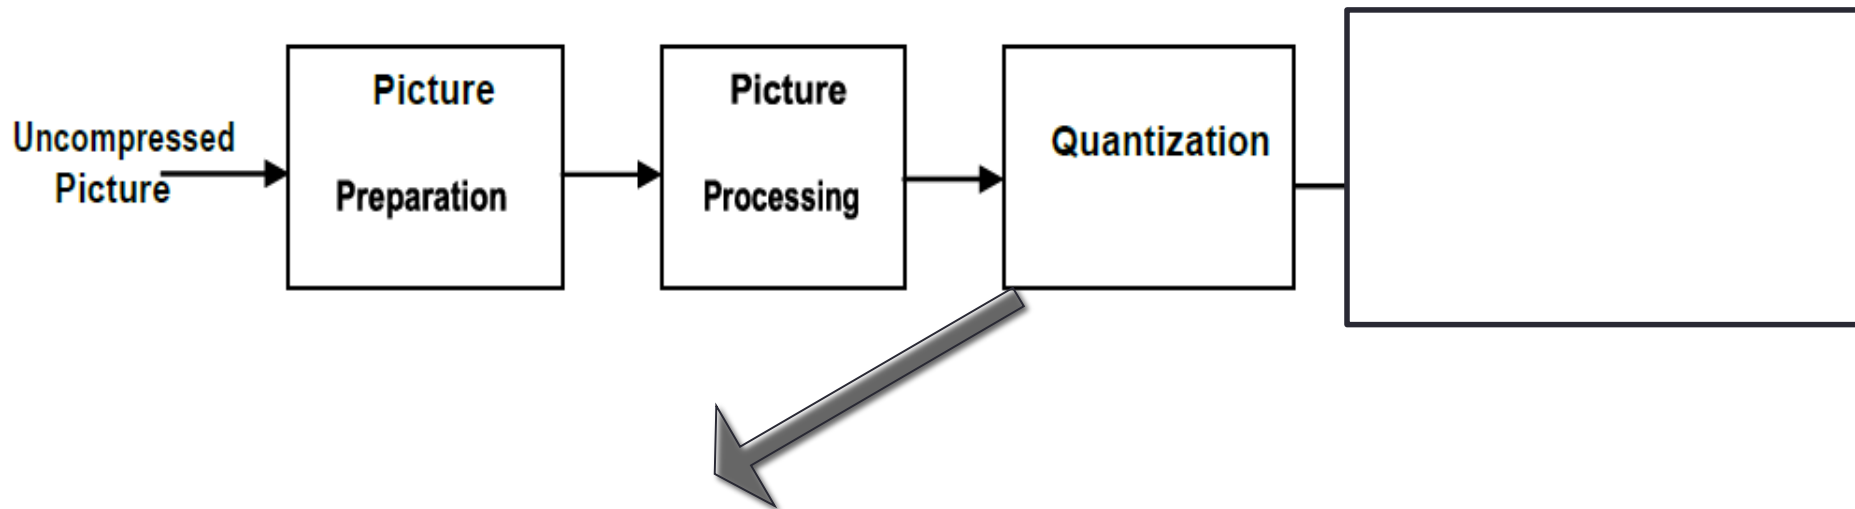 Uncompressed
Picture
Picture
Preparation
Picture
Processing
Quantization